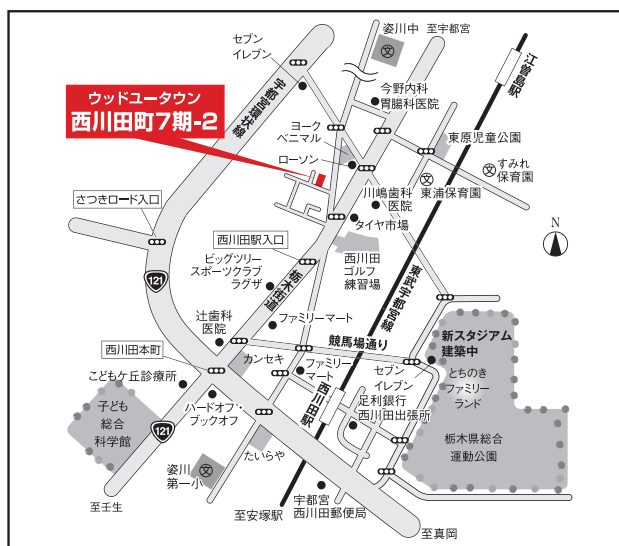 姿川中
至宇都宮
セブン
イレブン
宇都宮環状線
今野内科
胃腸科医院
江曽島駅
ウッドユータウン
西川田町7期-2
ヨーク
ベニマル
ローソン
東原児童公園
すみれ
保育園
東浦保育園
川嶋歯科
医院
さつきロード入口
タイヤ市場
N
西川田駅入口
ビッグツリー
スポーツクラブ
ラグザ
栃木街道
西川田
ゴルフ
練習場
東武宇都宮線
121
辻歯科
医院
ファミリーマート
競馬場通り
新スタジアム
建築中
西川田本町
カンセキ
ファミリー
マート
セブン
イレブン
とちのき
ファミリー
ランド
こどもケ丘診療所
西川田駅
足利銀行
西川田出張所
子ども
総合
科学館
ハードオフ・
ブックオフ
121
栃木県総合
運動公園
たいらや
姿川
第一小
至壬生
至安塚駅
宇都宮
西川田郵便局
至真岡